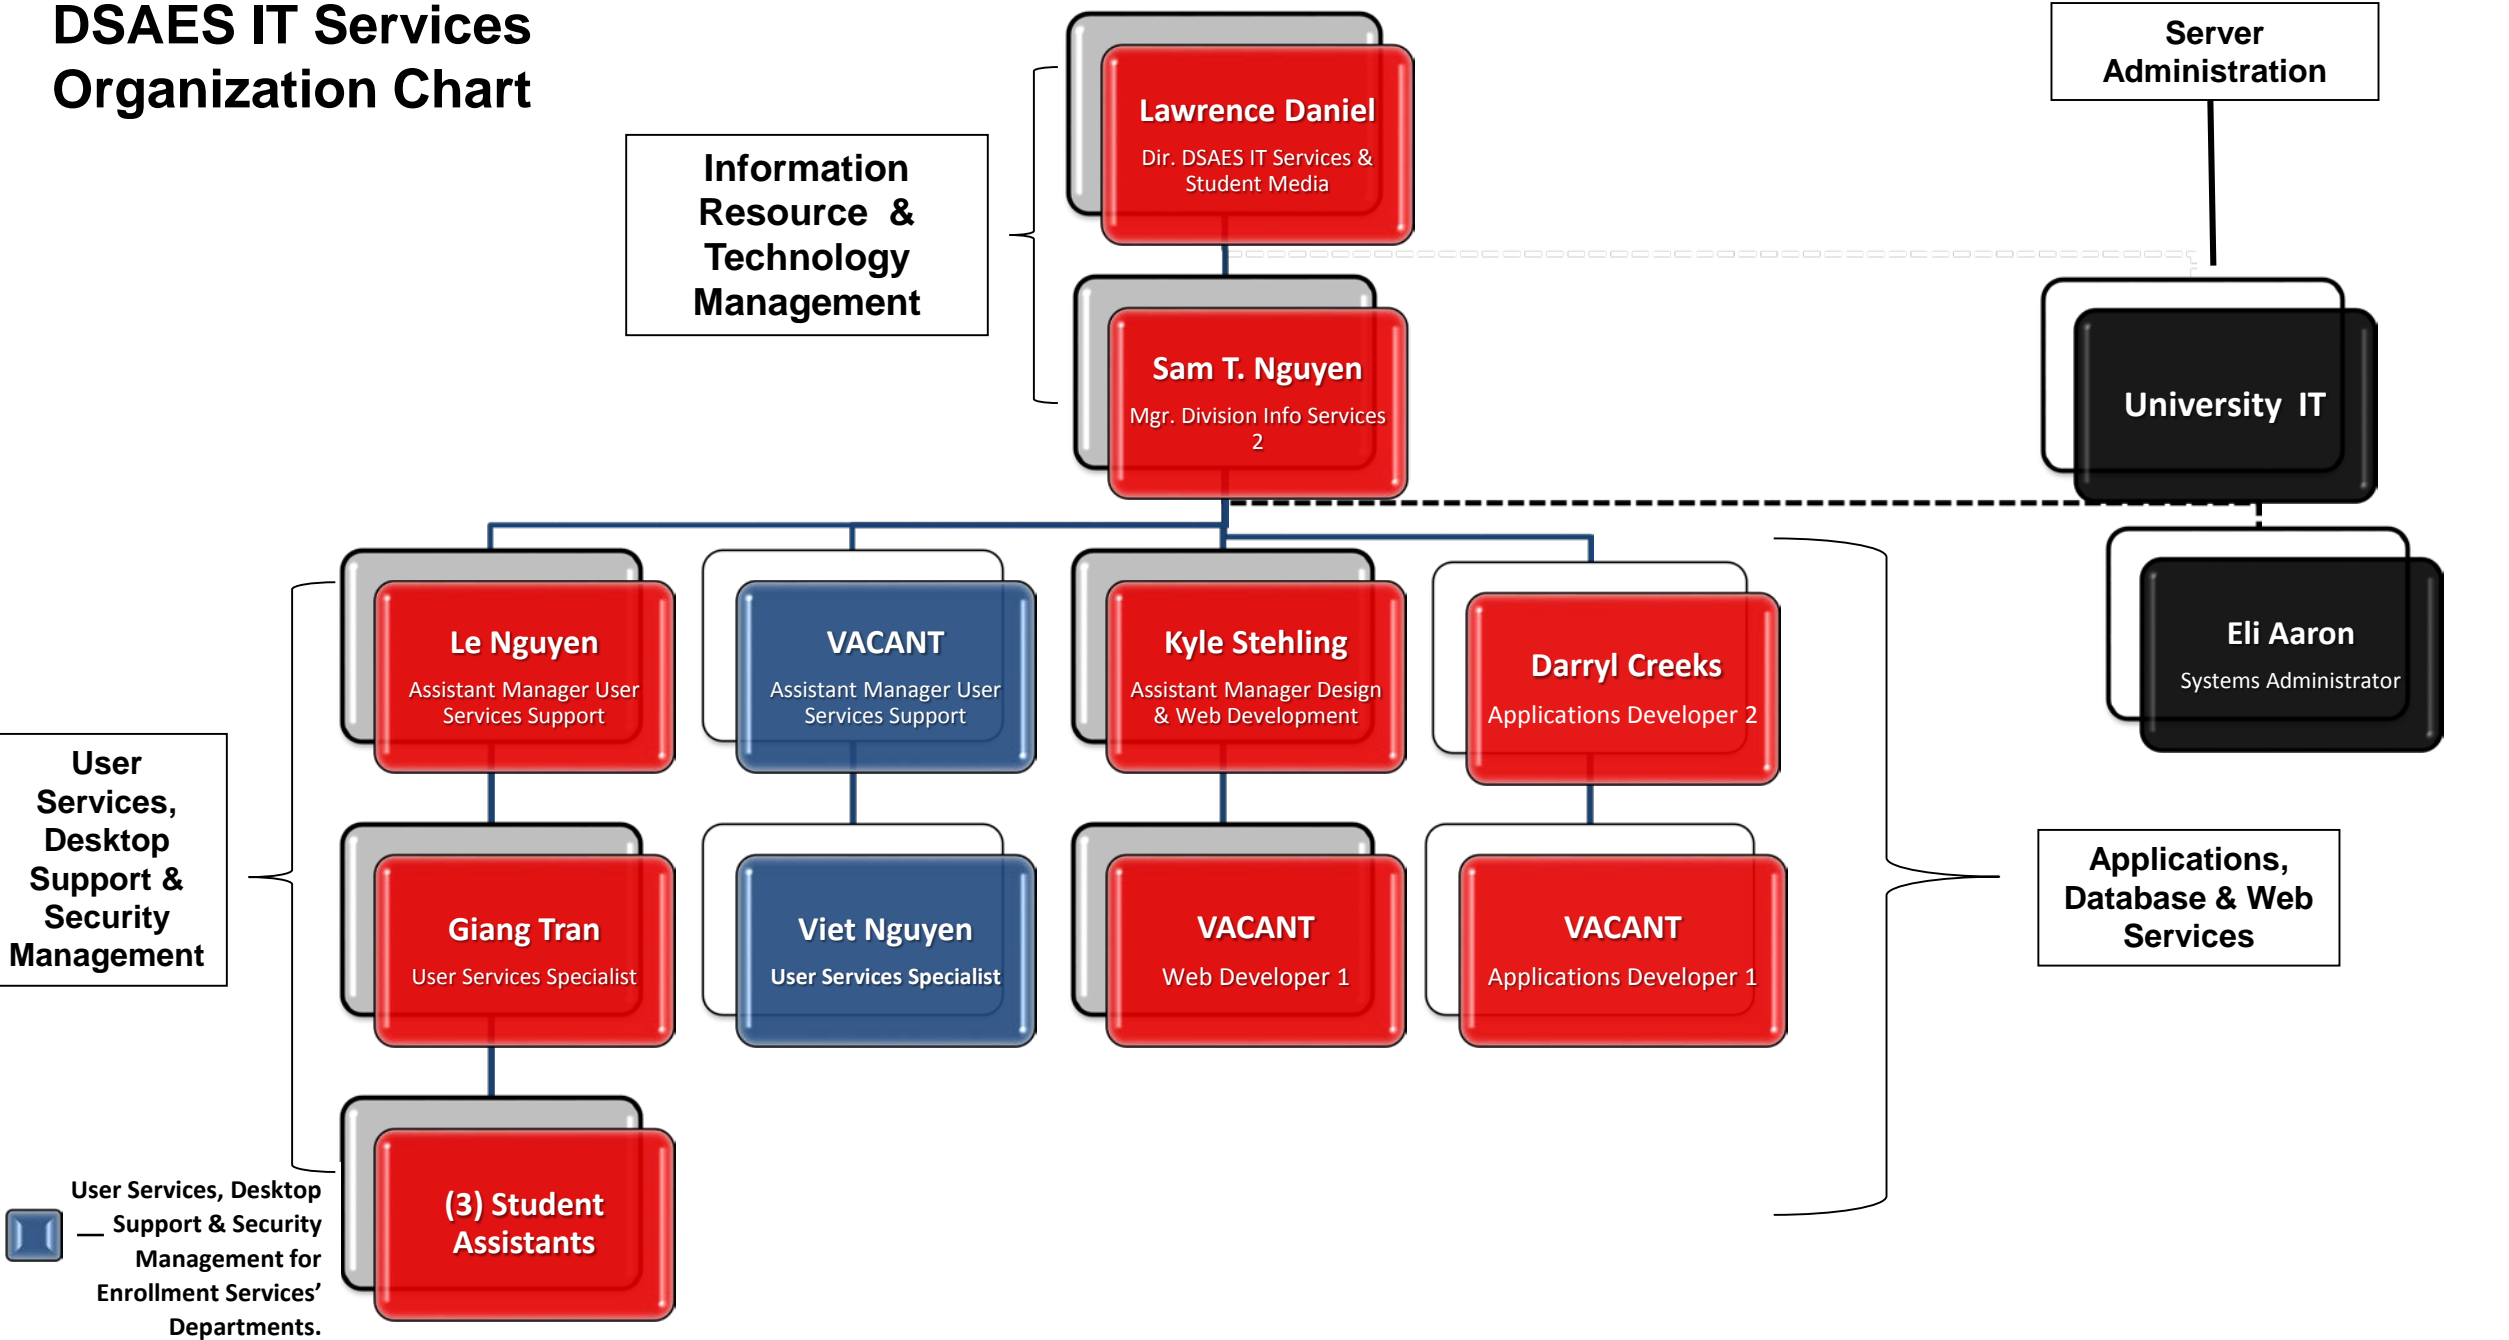 DSAES IT Services
Organization Chart
Server
Administration
Lawrence Daniel
Dir. DSAES IT Services &
Student Media
Information
Resource &
Technology
Management
Sam T. Nguyen
Mgr. Division Info Services
2
University IT
Le Nguyen
Assistant Manager User
Services Support
VACANT
Assistant Manager User
Services Support
Kyle Stehling
Assistant Manager Design
& Web Development
Darryl Creeks
Applications Developer 2
Eli Aaron
Systems Administrator
User
Services,
Desktop
Support &
Security
Management
Giang Tran
User Services Specialist
Viet Nguyen
User Services Specialist
VACANT
Web Developer 1
VACANT
Applications Developer 1
Applications,
Database & Web
Services
(3) Student
Assistants
User Services, Desktop
Support & Security
Management for
Enrollment Services’
Departments.